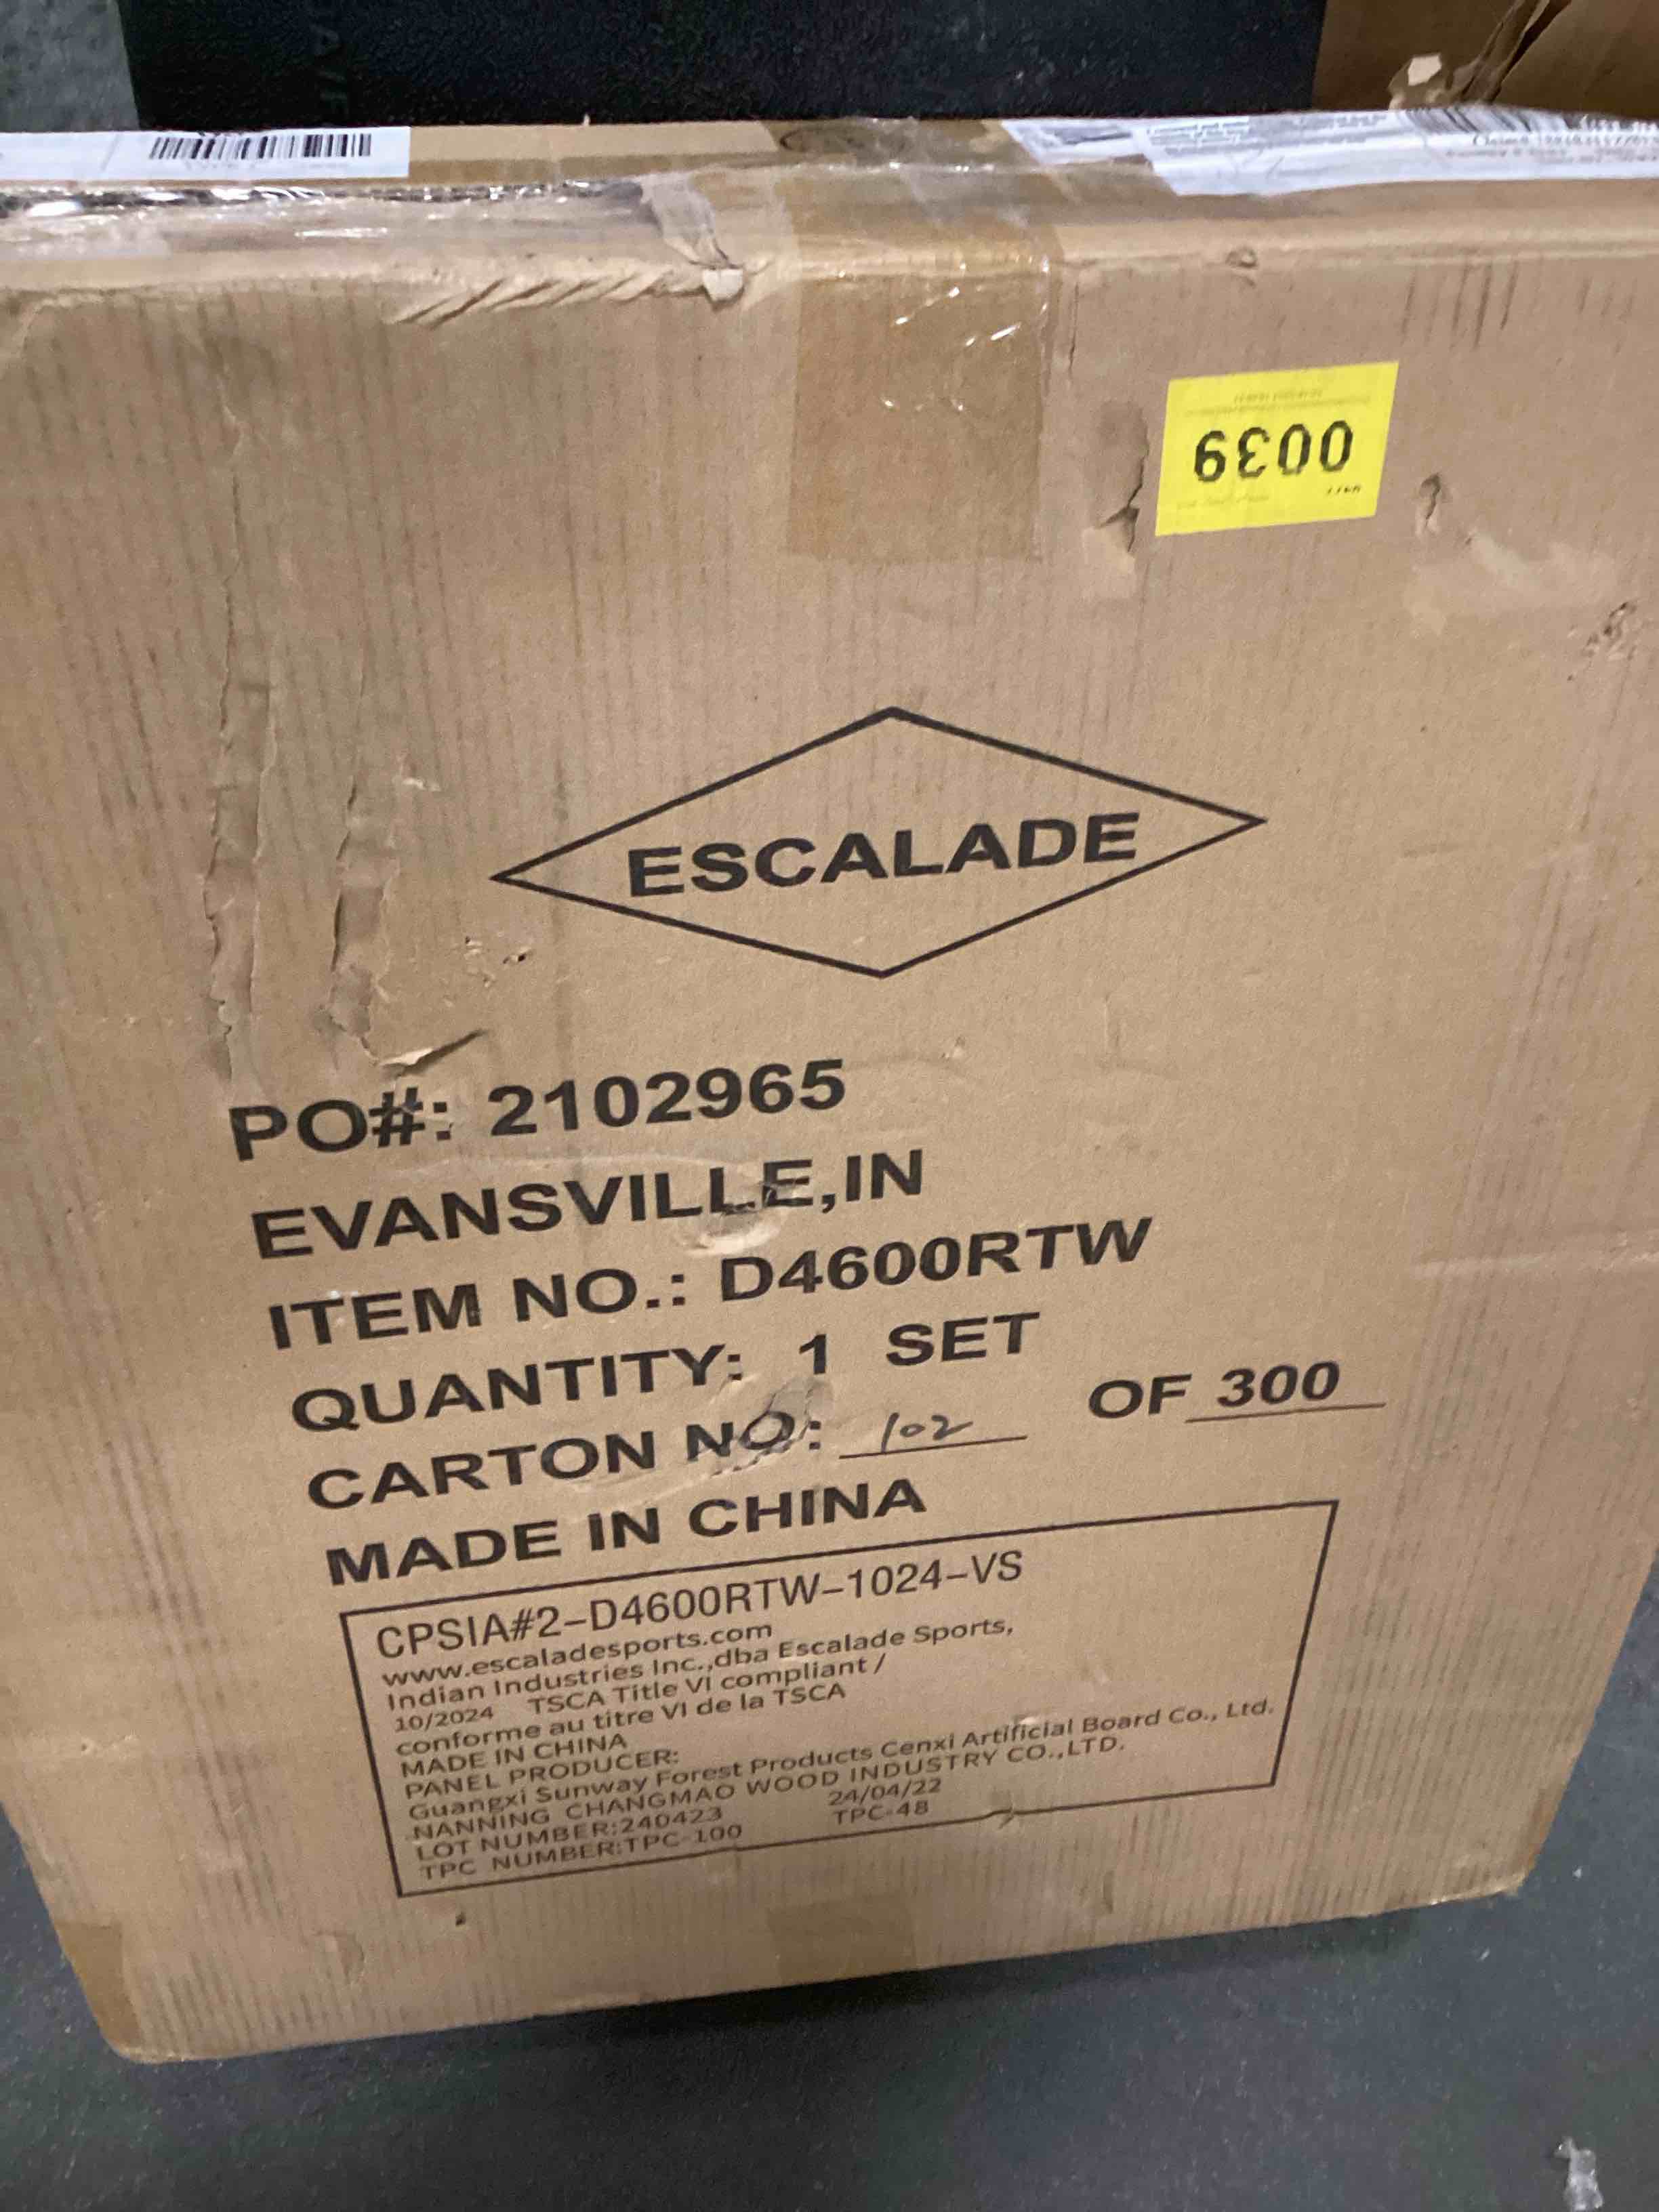 0039
ESCALADE
PO#: 2102965
EVANSVILLE,IN
ITEM NO.: D4600RTW
QUANTITY: 1 SET
CARTON NO: 102 OF 300
MADE IN CHINA
CPSIA#2-D4600RTW-1024-VS
www.escaladesports.com
Indian Industries Inc.,dba Escalade Sports,
10/2024 TSCA Title VI compliant /
conforme au titre VI de la TSCA
MADE IN CHINA
PANEL PRODUCER:
Guangxi Sunway Forest Products Cenxi Artificial Board Co., Ltd.
NANNING CHANGMAO WOOD INDUSTRY CO.,LTD.
LOT NUMBER:240423 24/04/22
TPC NUMBER:TPC-100 TPC-48